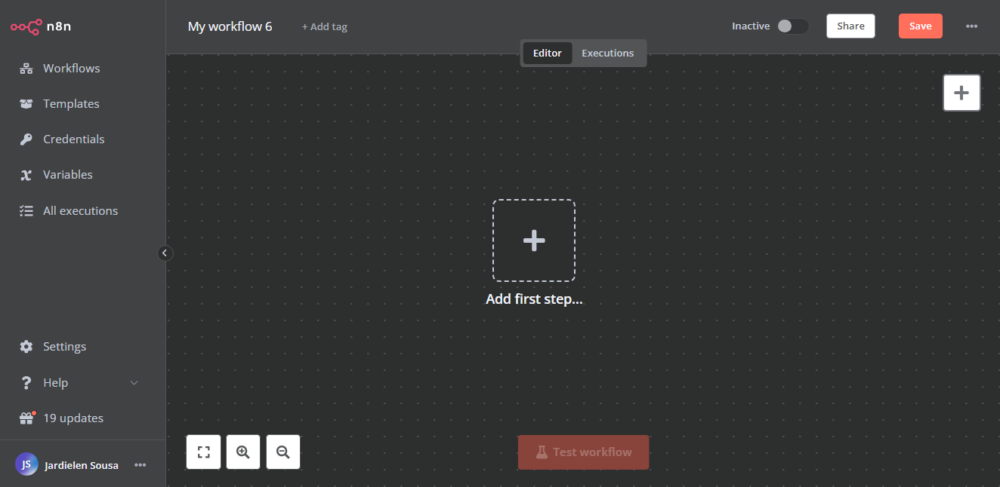 n8n
My workflow 6
+ Add tag
Inactive
Share
Save
Editor
Executions
Workflows
Templates
Credentials
Variables
All executions
Add first step...
Settings
Help
19 updates
Test workflow
JS
Jardielen Sousa